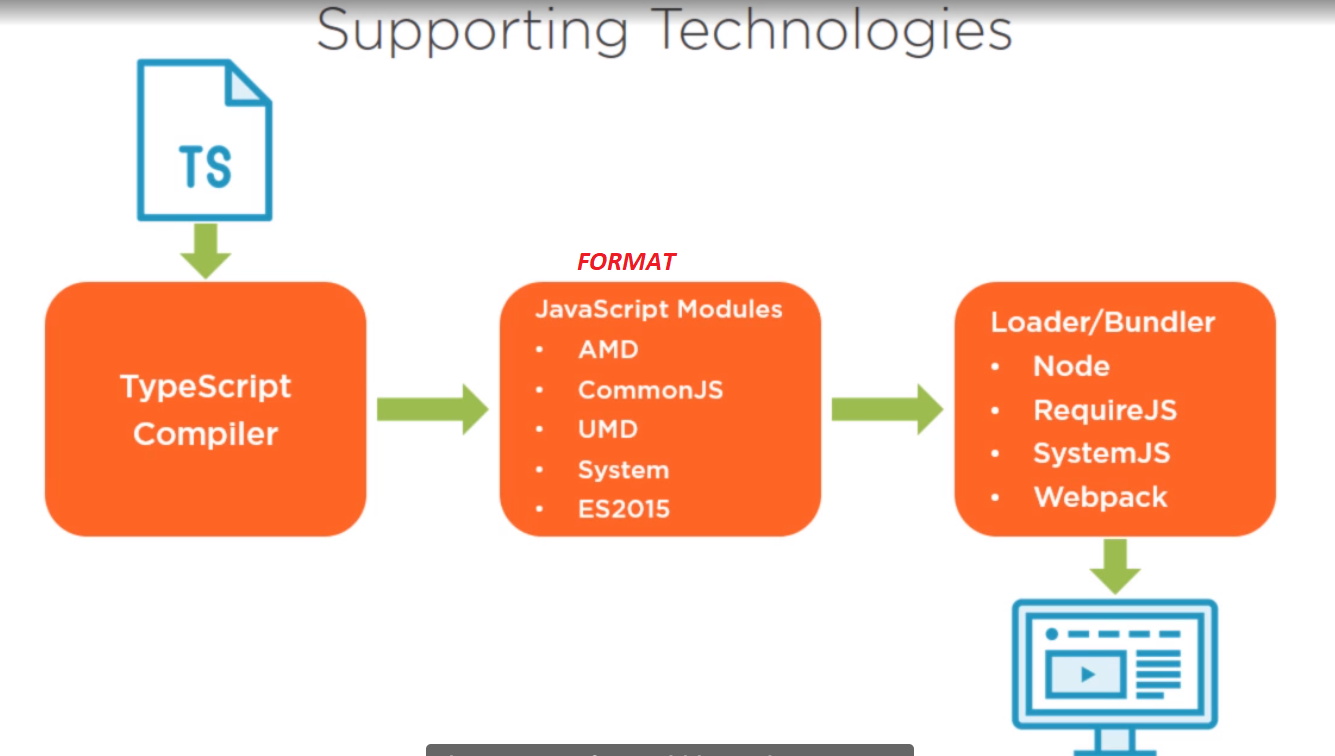 Supporting Technologies
TS
FORMAT
TypeScript
Compiler
JavaScript Modules
• AMD
• CommonJS
• UMD
• System
• ES2015
Loader/Bundler
• Node
• RequireJS
• SystemJS
• Webpack